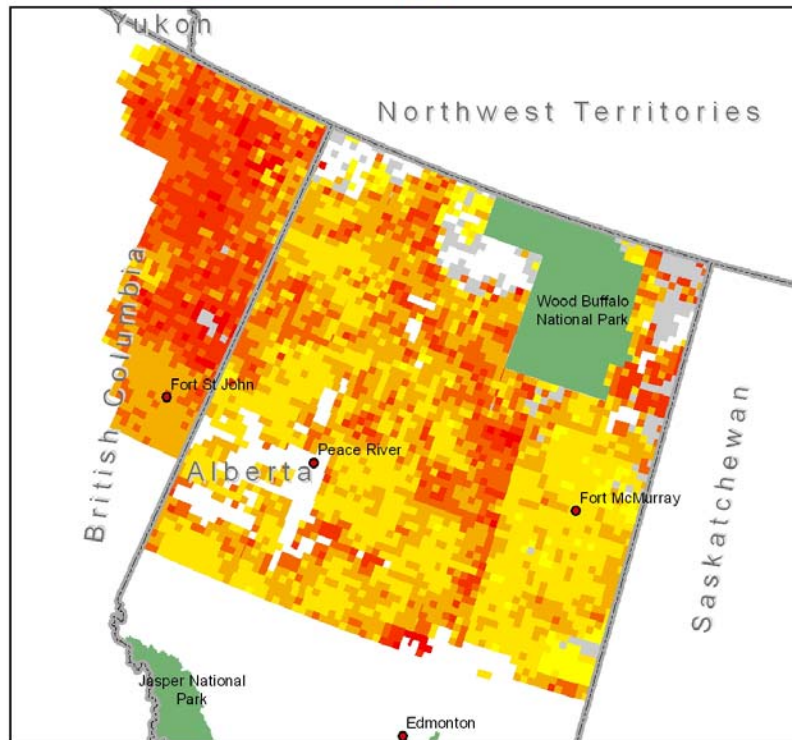 Yukon
Northwest Territories
Wood Buffalo
National Park
British Columbia
Fort St John
Peace River
Alberta
Fort McMurray
Saskatchewan
Jasper National
Park
Edmonton